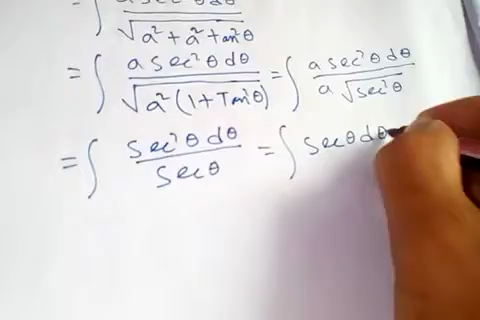 = ∫ a sec²θ dθ / √(a² + a² + tan²θ)
= ∫ a sec²θ dθ / √(a²(1 + Tan²θ)) = ∫ a sec²θ dθ / a √sec²θ
= ∫ sec²θ dθ / secθ = ∫ secθ dθ